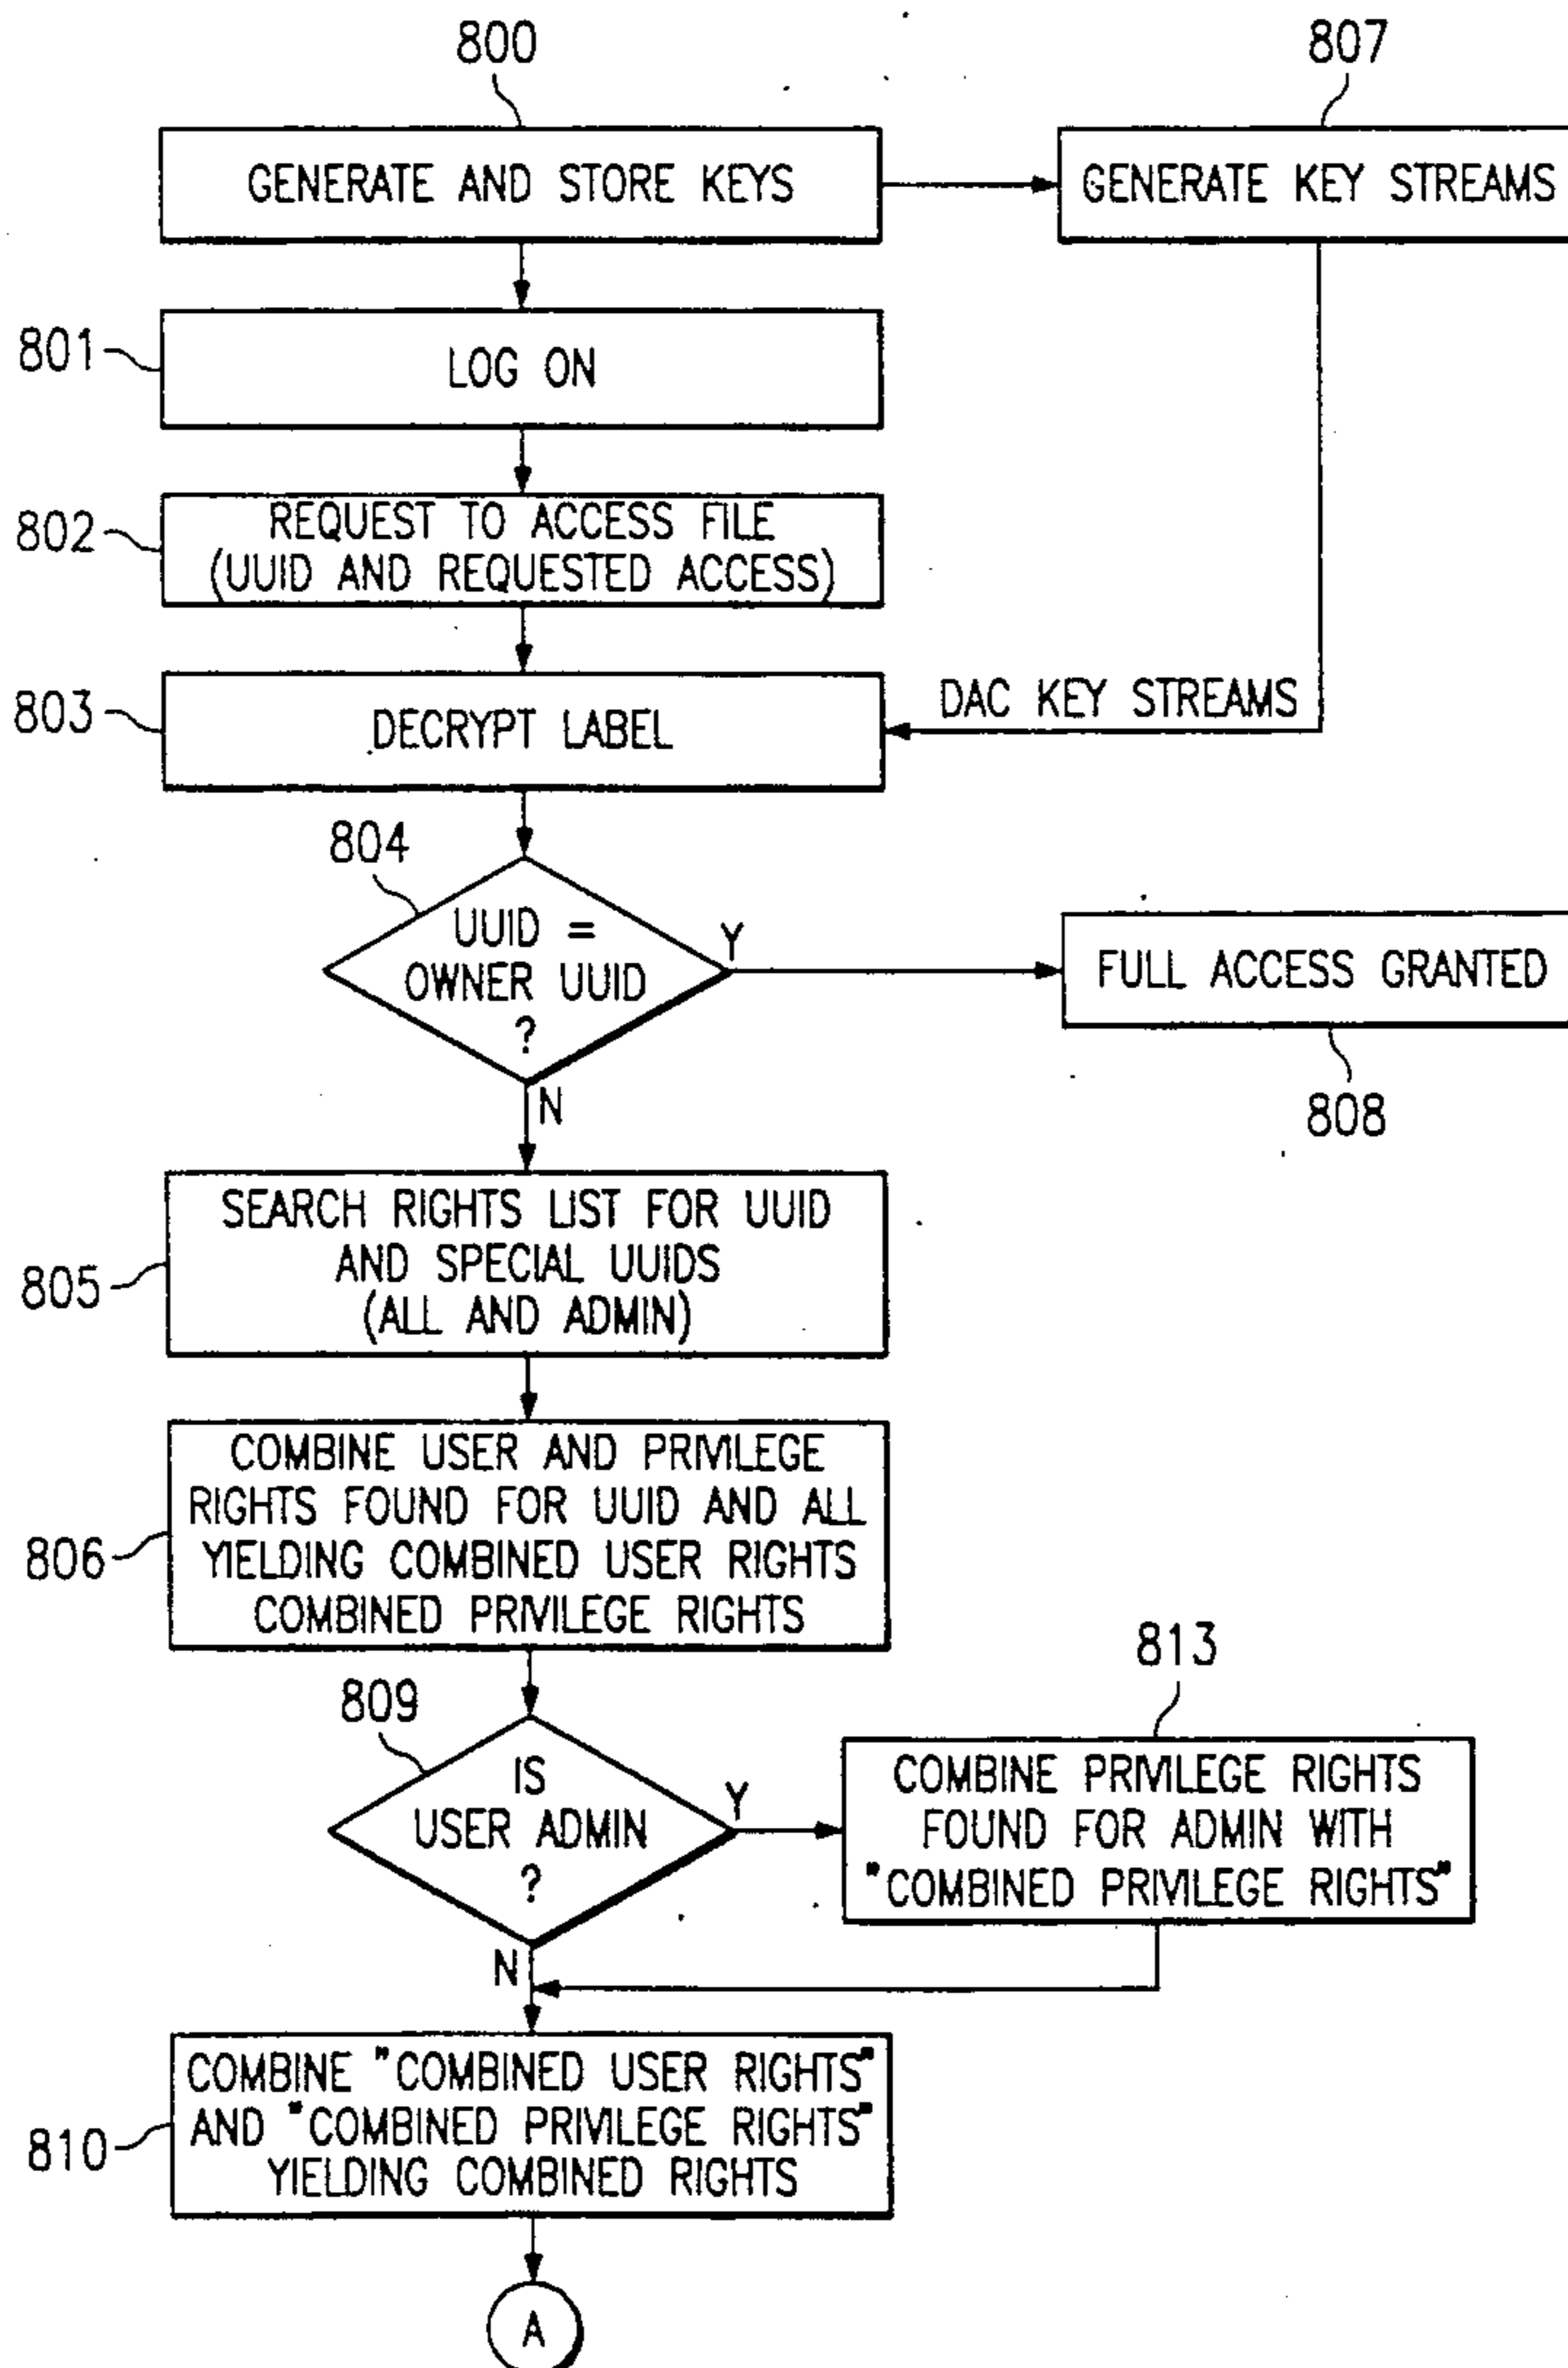 800
807
GENERATE AND STORE KEYS
GENERATE KEY STREAMS
801
LOG ON
802
REQUEST TO ACCESS FILE
(UUID AND REQUESTED ACCESS)
803
DECRYPT LABEL
DAC KEY STREAMS
804
UUID =
OWNER UUID
?
Y
N
FULL ACCESS GRANTED
808
805
SEARCH RIGHTS LIST FOR UUID
AND SPECIAL UUIDS
(ALL AND ADMIN)
806
COMBINE USER AND PRIVILEGE
RIGHTS FOUND FOR UUID AND ALL
YIELDING COMBINED USER RIGHTS
COMBINED PRIVILEGE RIGHTS
809
IS
USER ADMIN
?
Y
N
813
COMBINE PRIVILEGE RIGHTS
FOUND FOR ADMIN WITH
"COMBINED PRIVILEGE RIGHTS"
810
COMBINE "COMBINED USER RIGHTS"
AND "COMBINED PRIVILEGE RIGHTS"
YIELDING COMBINED RIGHTS
A